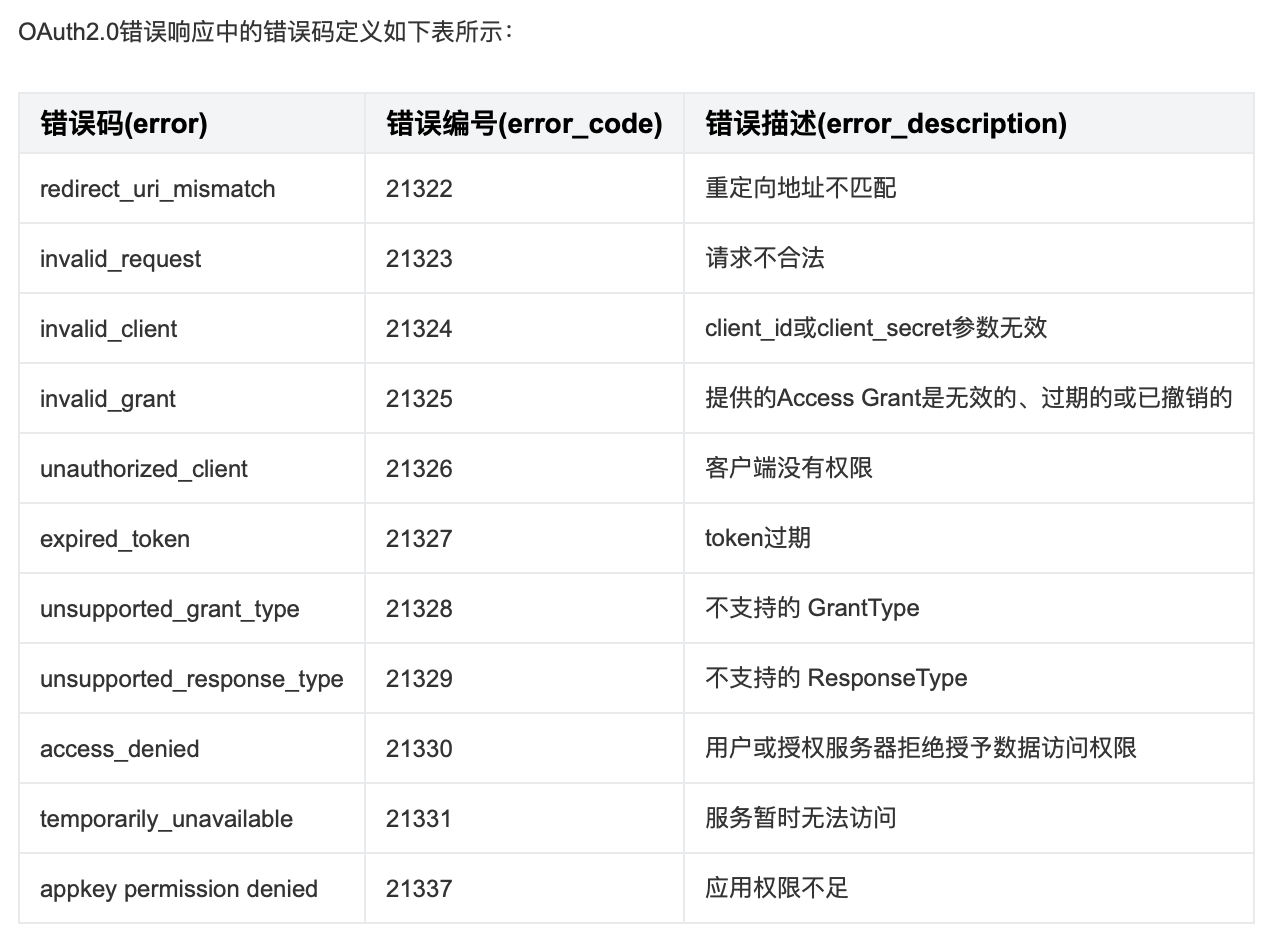 OAuth2.0错误响应中的错误码定义如下表所示：
错误码(error) 错误编号(error_code) 错误描述(error_description)
redirect_uri_mismatch 21322 重定向地址不匹配
invalid_request 21323 请求不合法
invalid_client 21324 client_id或client_secret参数无效
invalid_grant 21325 提供的Access Grant是无效的、过期的或已撤销的
unauthorized_client 21326 客户端没有权限
expired_token 21327 token过期
unsupported_grant_type 21328 不支持的 GrantType
unsupported_response_type 21329 不支持的 ResponseType
access_denied 21330 用户或授权服务器拒绝授予数据访问权限
temporarily_unavailable 21331 服务暂时无法访问
appkey permission denied 21337 应用权限不足